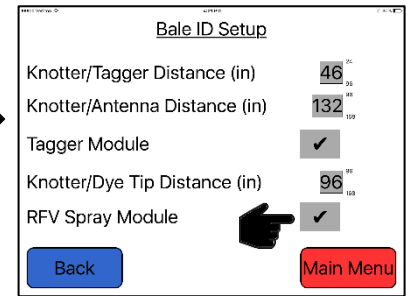 Bale ID Setup
Knotter/Tagger Distance (in) 46
Knotter/Antenna Distance (in) 132
Tagger Module ✔
Knotter/Dye Tip Distance (in) 96
RFV Spray Module ✔
Back Main Menu